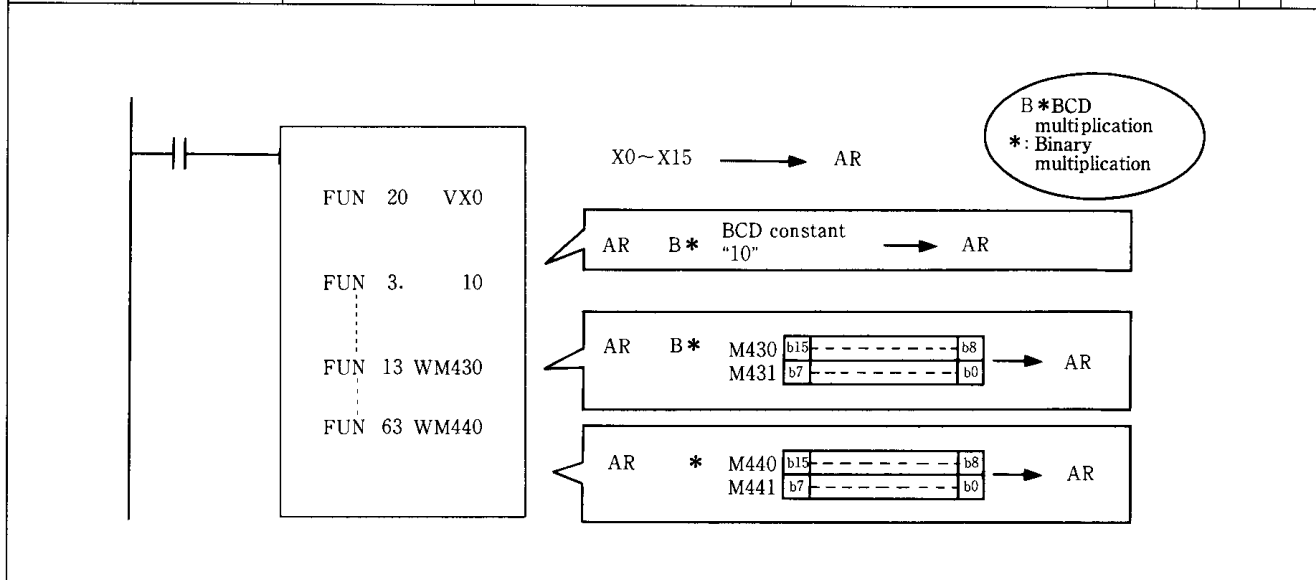 B*BCD
multiplication
*: Binary
multiplication
X0~X15 → AR
FUN 20 VX0
AR B* BCD constant
"10" → AR
FUN 3. 10
AR B* M430 b15 b8 → AR
M431 b7 b0
FUN 13 WM430
FUN 63 WM440
AR * M440 b15 b8 → AR
M441 b7 b0